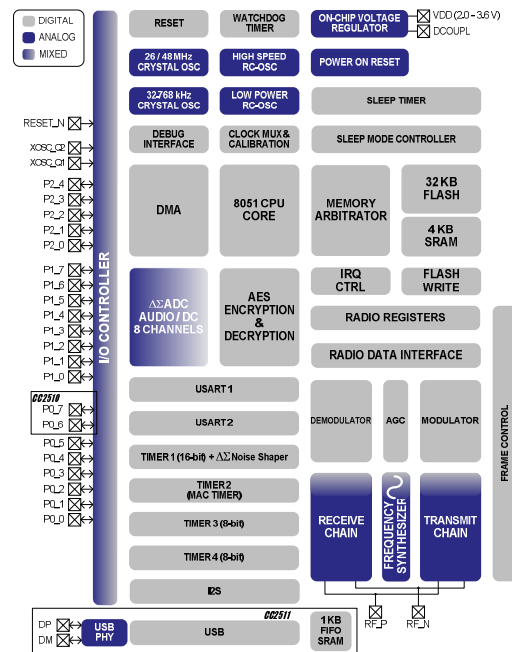 DIGITAL
ANALOG
MIXED
RESET
WATCHDOG
TIMER
ON-CHIP VOLTAGE
REGULATOR
VDD (2.0 - 3.6 V)
DCOUPL
26 / 48 MHz
CRYSTAL OSC
HIGH SPEED
RC-OSC
POWER ON RESET
32.768 kHz
CRYSTAL OSC
LOW POWER
RC-OSC
SLEEP TIMER
RESET_N
XOSC_Q2
XOSC_Q1
DEBUG
INTERFACE
CLOCK MUX &
CALIBRATION
SLEEP MODE CONTROLLER
P2_4
P2_3
P2_2
P2_1
P2_0
DMA
8051 CPU
CORE
MEMORY
ARBITRATOR
32 KB
FLASH
4 KB
SRAM
I/O CONTROLLER
P1_7
P1_6
P1_5
P1_4
P1_3
P1_2
P1_1
P1_0
ΔΣ ADC
AUDIO / DC
8 CHANNELS
AES
ENCRYPTION
&
DECRYPTION
IRQ
CTRL
FLASH
WRITE
RADIO REGISTERS
RADIO DATA INTERFACE
CC2510
P0_7
P0_6
P0_5
P0_4
P0_3
P0_2
P0_1
P0_0
USART 1
USART 2
TIMER 1 (16-bit) + ΔΣ Noise Shaper
TIMER 2
(MAC TIMER)
TIMER 3 (8-bit)
TIMER 4 (8-bit)
I2S
DEMODULATOR
AGC
MODULATOR
FRAME CONTROL
RECEIVE
CHAIN
FREQUENCY
SYNTHESIZER
TRANSMIT
CHAIN
RF_P
RF_N
CC2511
DP
DM
USB
PHY
USB
1 KB
FIFO
SRAM